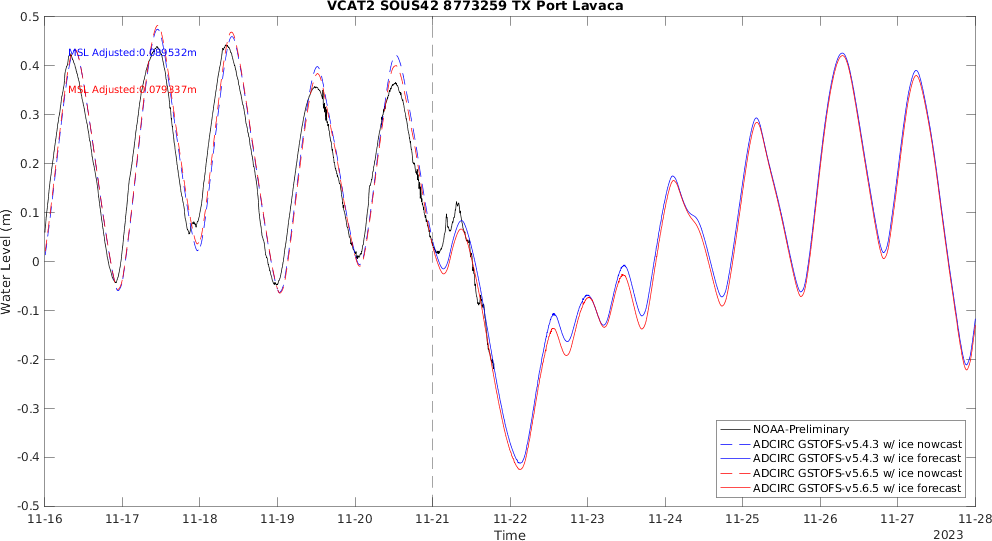 VCAT2 SOUS42 8773259 TX Port Lavaca
MSL Adjusted:0.089532m
MSL Adjusted:0.079337m
Water Level (m)
0.5
0.4
0.3
0.2
0.1
0
-0.1
-0.2
-0.3
-0.4
-0.5
NOAA-Preliminary
ADCIRC GSTOFS-v5.4.3 w/ ice nowcast
ADCIRC GSTOFS-v5.4.3 w/ ice forecast
ADCIRC GSTOFS-v5.6.5 w/ ice nowcast
ADCIRC GSTOFS-v5.6.5 w/ ice forecast
11-16 11-17 11-18 11-19 11-20 11-21 11-22 11-23 11-24 11-25 11-26 11-27 11-28
Time
2023